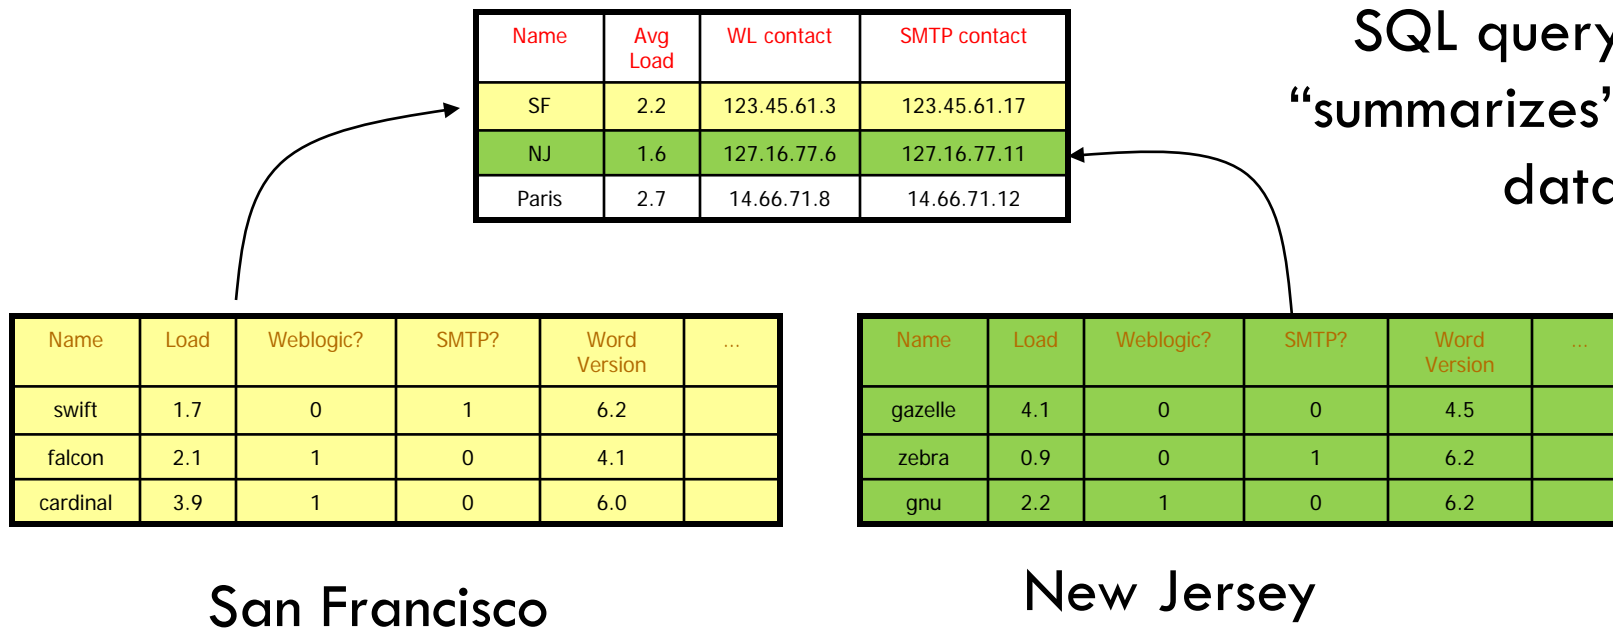 Name Avg Load WL contact SMTP contact
SF 2.2 123.45.61.3 123.45.61.17
NJ 1.6 127.16.77.6 127.16.77.11
Paris 2.7 14.66.71.8 14.66.71.12
SQL query
“summarizes”
data
Name Load Weblogic? SMTP? Word Version ...
swift 1.7 0 1 6.2
falcon 2.1 1 0 4.1
cardinal 3.9 1 0 6.0
San Francisco
Name Load Weblogic? SMTP? Word Version ...
gazelle 4.1 0 0 4.5
zebra 0.9 0 1 6.2
gnu 2.2 1 0 6.2
New Jersey